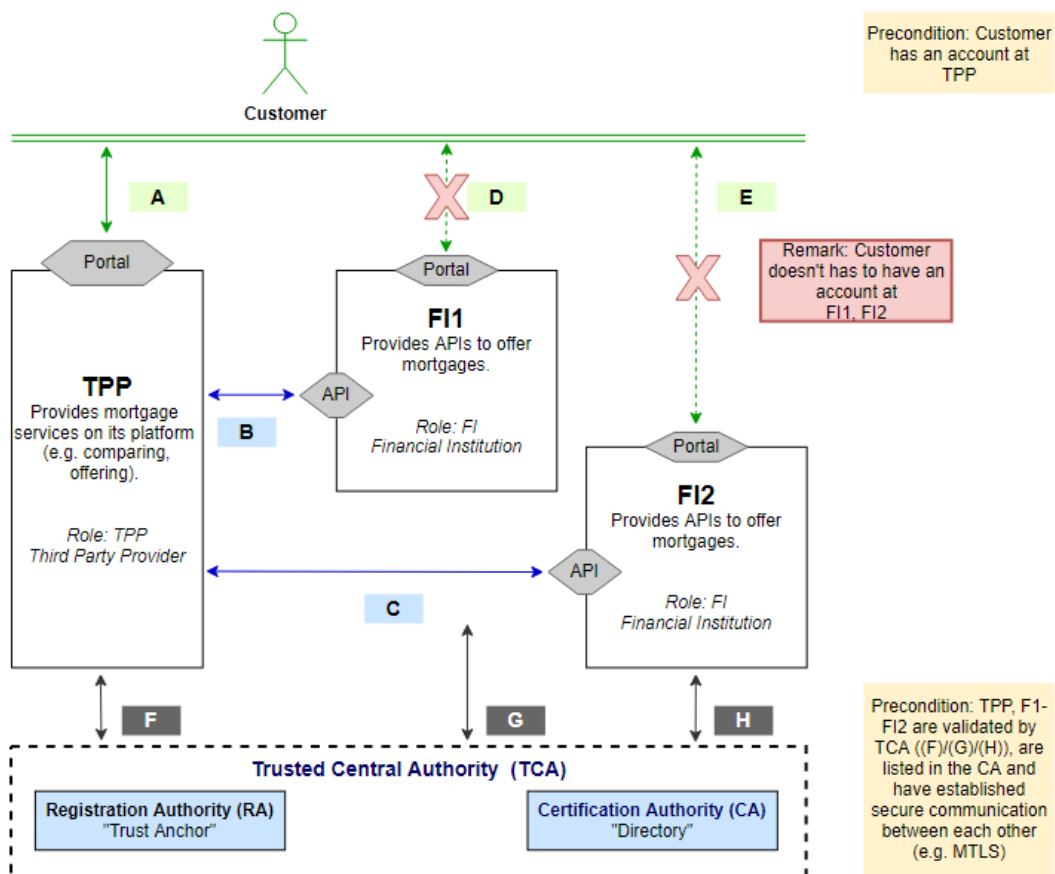 Customer
Precondition: Customer
has an account at
TPP
A
D
E
Portal
Portal
Remark: Customer
doesn't has to have an
account at
FI1, FI2
FI1
Provides APIs to offer
mortgages.
API
Role: FI
Financial Institution
TPP
Provides mortgage
services on its platform
(e.g. comparing,
offering).
Role: TPP
Third Party Provider
B
Portal
FI2
Provides APIs to offer
mortgages.
API
Role: FI
Financial Institution
C
F
G
H
Precondition: TPP, F1-
FI2 are validated by
TCA ((F)/(G)/(H)), are
listed in the CA and
have established
secure communication
between each other
(e.g. MTLS)
Trusted Central Authority (TCA)
Registration Authority (RA)
"Trust Anchor"
Certification Authority (CA)
"Directory"